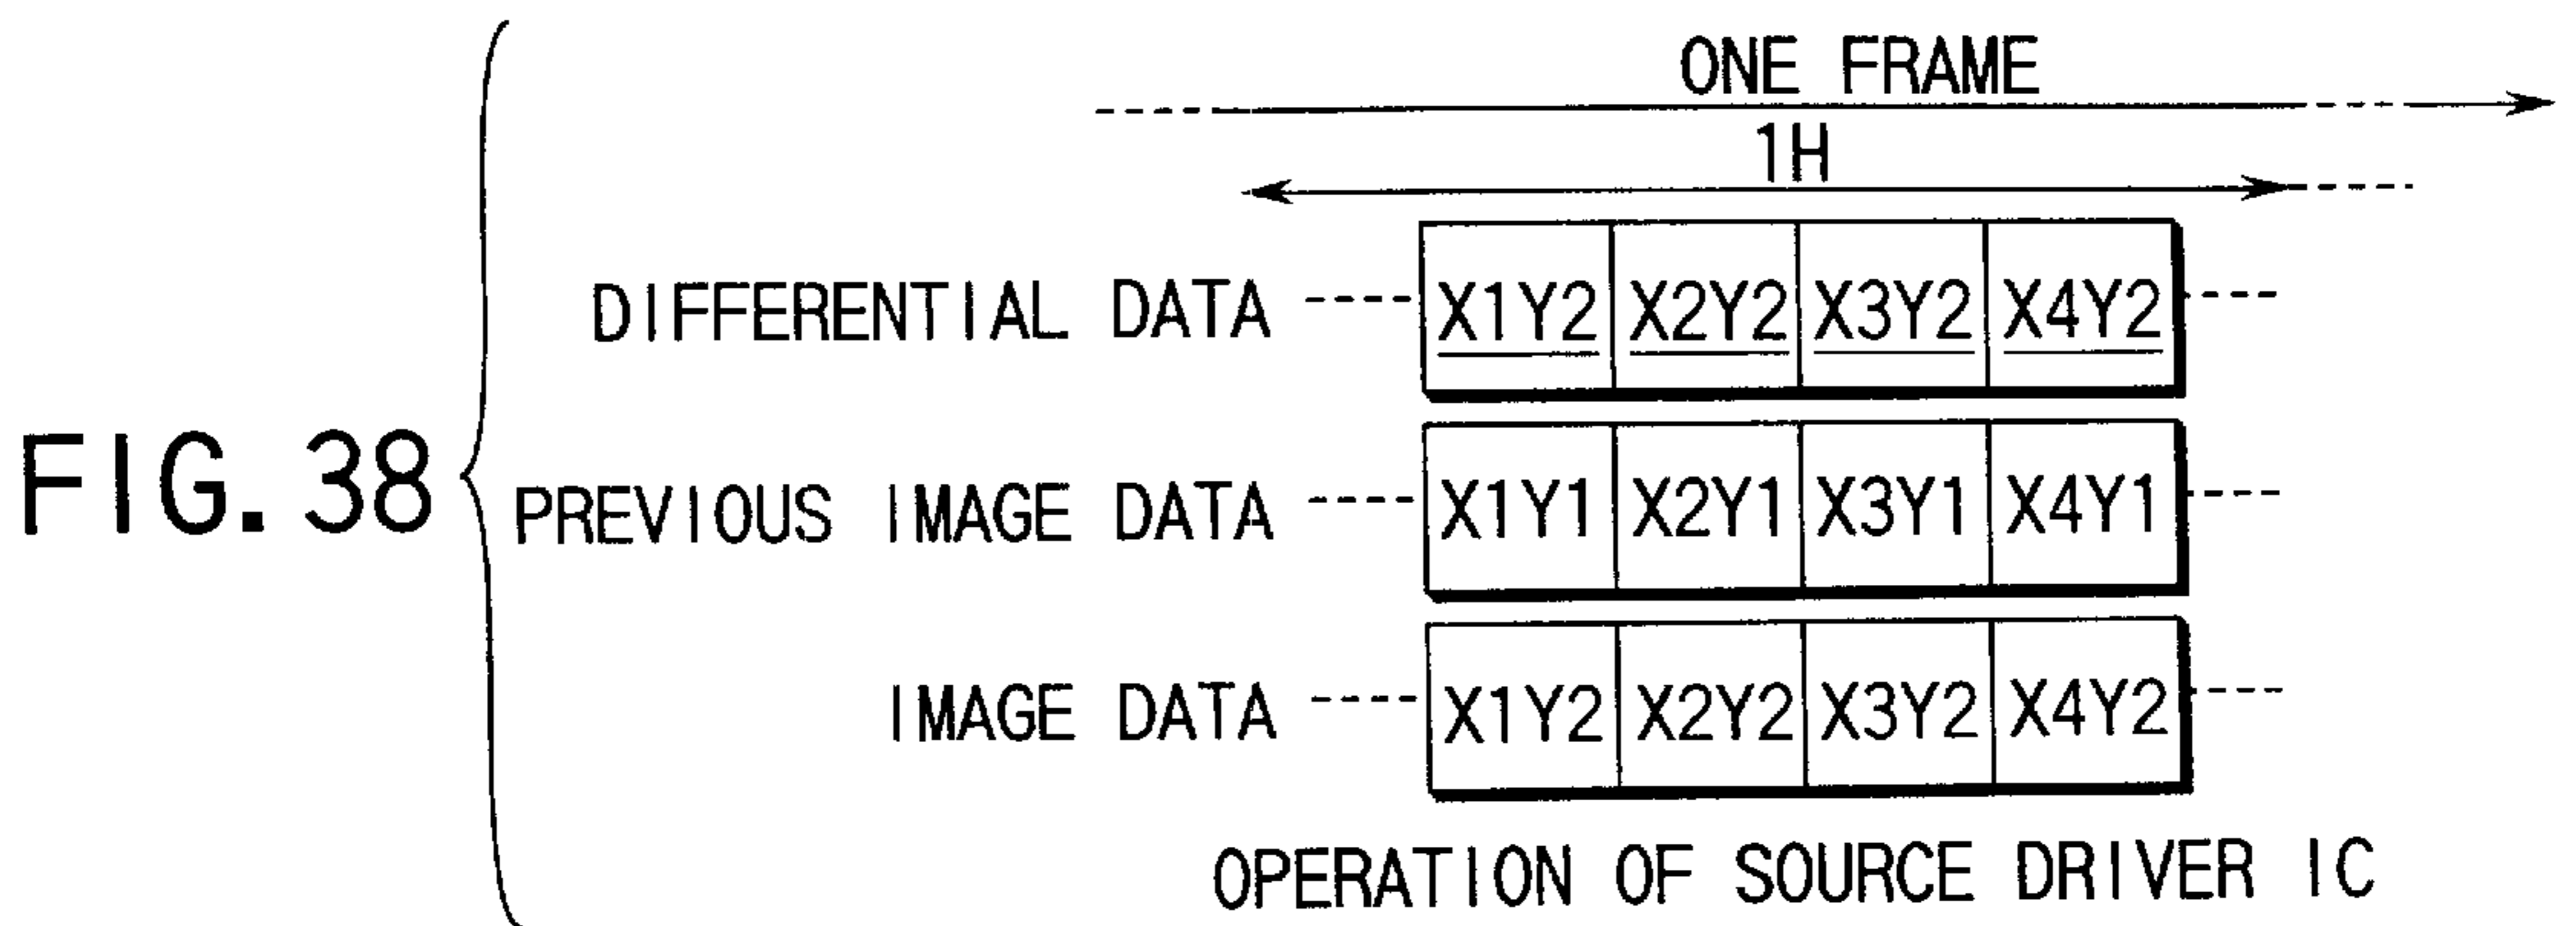 FIG. 38
ONE FRAME
1H
DIFFERENTIAL DATA X1Y2 X2Y2 X3Y2 X4Y2
PREVIOUS IMAGE DATA X1Y1 X2Y1 X3Y1 X4Y1
IMAGE DATA X1Y2 X2Y2 X3Y2 X4Y2
OPERATION OF SOURCE DRIVER IC